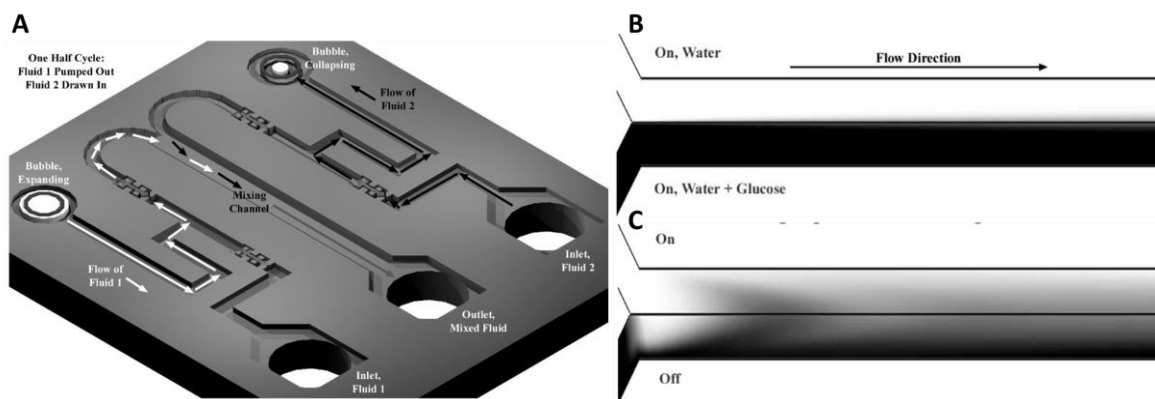 A
One Half Cycle:
Fluid 1 Pumped Out
Fluid 2 Drawn In
Bubble,
Collapsing
Flow of
Fluid 2
Bubble,
Expanding
Mixing
Channel
Flow of
Fluid 1
Inlet,
Fluid 2
Outlet,
Mixed Fluid
Inlet,
Fluid 1
B
On, Water
Flow Direction
On, Water + Glucose
C
On
Off